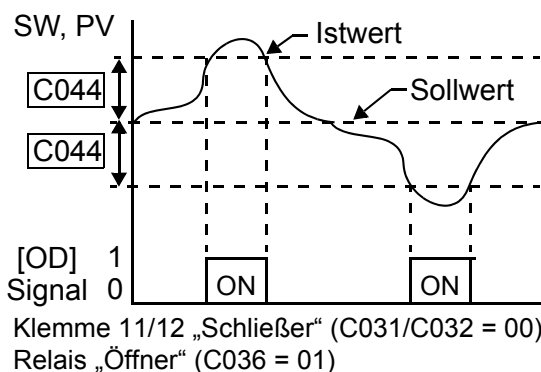 SW, PV
Istwert
C044
Sollwert
C044
[OD] 1
Signal 0
ON
ON
Klemme 11/12 „Schließer“ (C031/C032 = 00)
Relais „Öffner“ (C036 = 01)